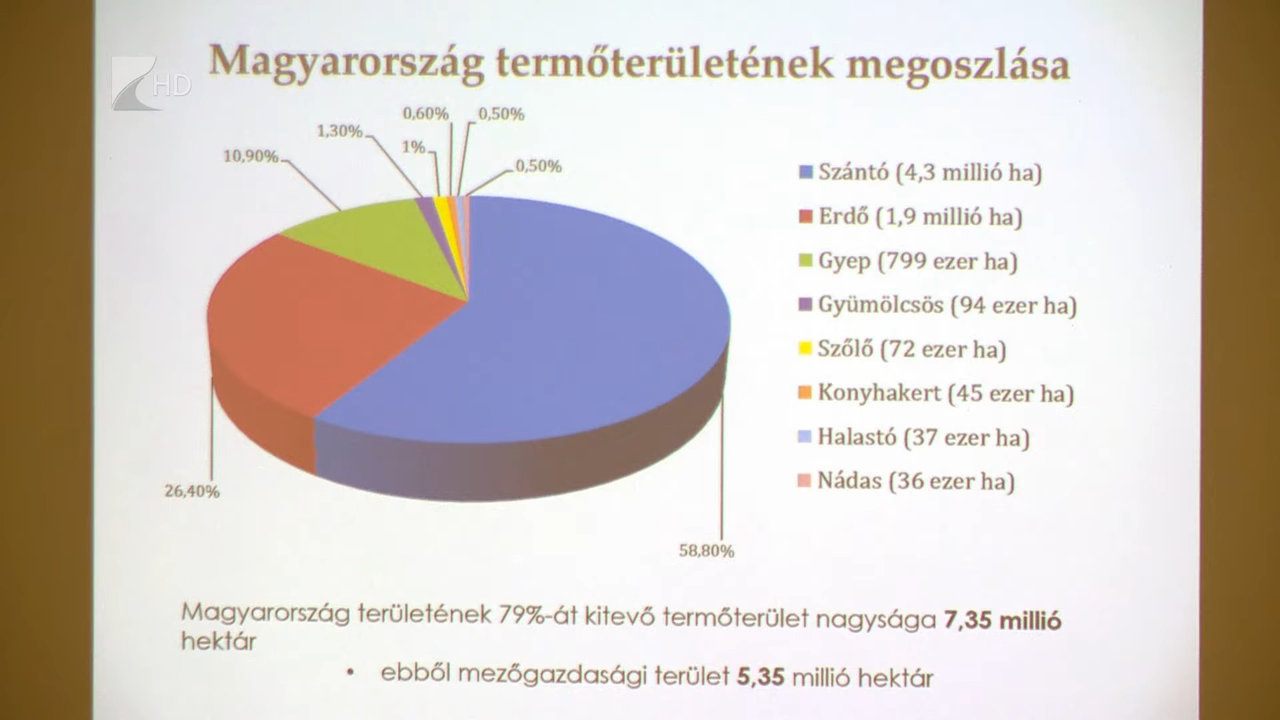 Magyarország termőterületének megoszlása
HD
0,60%
0,50%
1,30%
1%
10,90%
0,50%
Szántó (4,3 millió ha)
Erdő (1,9 millió ha)
Gyep (799 ezer ha)
Gyümölcsös (94 ezer ha)
Szőlő (72 ezer ha)
Konyhakert (45 ezer ha)
Halastó (37 ezer ha)
Nádas (36 ezer ha)
26,40%
58,80%
Magyarország területének 79%-át kitevő termőterület nagysága 7,35 millió
hektár
• ebből mezőgazdasági terület 5,35 millió hektár